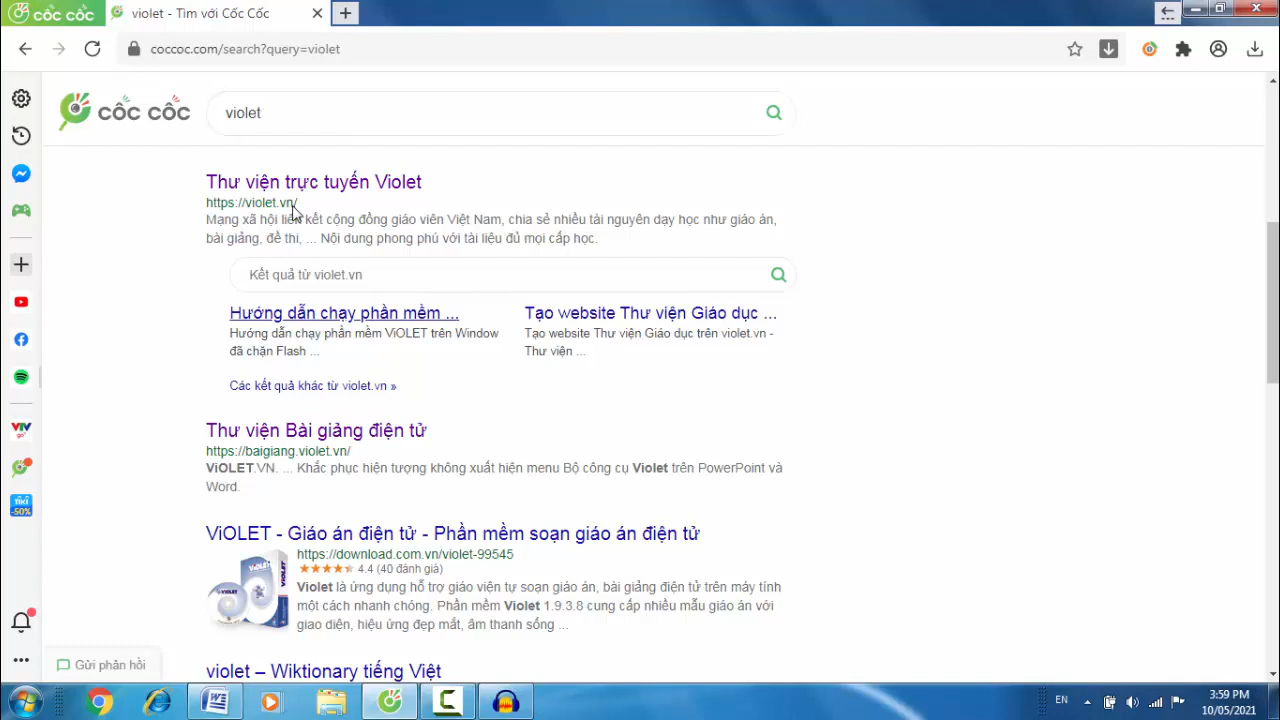 cốc cốc
violet - Tìm với Cốc Cốc
coccoc.com/search?query=violet
cốc cốc
violet
Thư viện trực tuyến Violet
https://violet.vn/
Mạng xã hội liên kết cộng đồng giáo viên Việt Nam, chia sẻ nhiều tài nguyên dạy học như giáo án,
bài giảng, đề thi, ... Nội dung phong phú với tài liệu đủ mọi cấp học.
Kết quả từ violet.vn
Hướng dẫn chạy phần mềm ...
Hướng dẫn chạy phần mềm ViOLET trên Window
đã chặn Flash ...
Tạo website Thư viện Giáo dục ...
Tạo website Thư viện Giáo dục trên violet.vn -
Thư viện ...
Các kết quả khác từ violet.vn »
Thư viện Bài giảng điện tử
https://baigiang.violet.vn/
ViOLET.VN. ... Khắc phục hiện tượng không xuất hiện menu Bộ công cụ Violet trên PowerPoint và
Word.
ViOLET - Giáo án điện tử - Phần mềm soạn giáo án điện tử
https://download.com.vn/violet-99545
4.4 (40 đánh giá)
Violet là ứng dụng hỗ trợ giáo viên tự soạn giáo án, bài giảng điện tử trên máy tính
một cách nhanh chóng. Phần mềm Violet 1.9.3.8 cung cấp nhiều mẫu giáo án với
giao diện, hiệu ứng đẹp mắt, âm thanh sống ...
violet – Wiktionary tiếng Việt
VTV
go
TIKI
-50%
Gửi phản hồi
EN
3:59 PM
10/05/2021